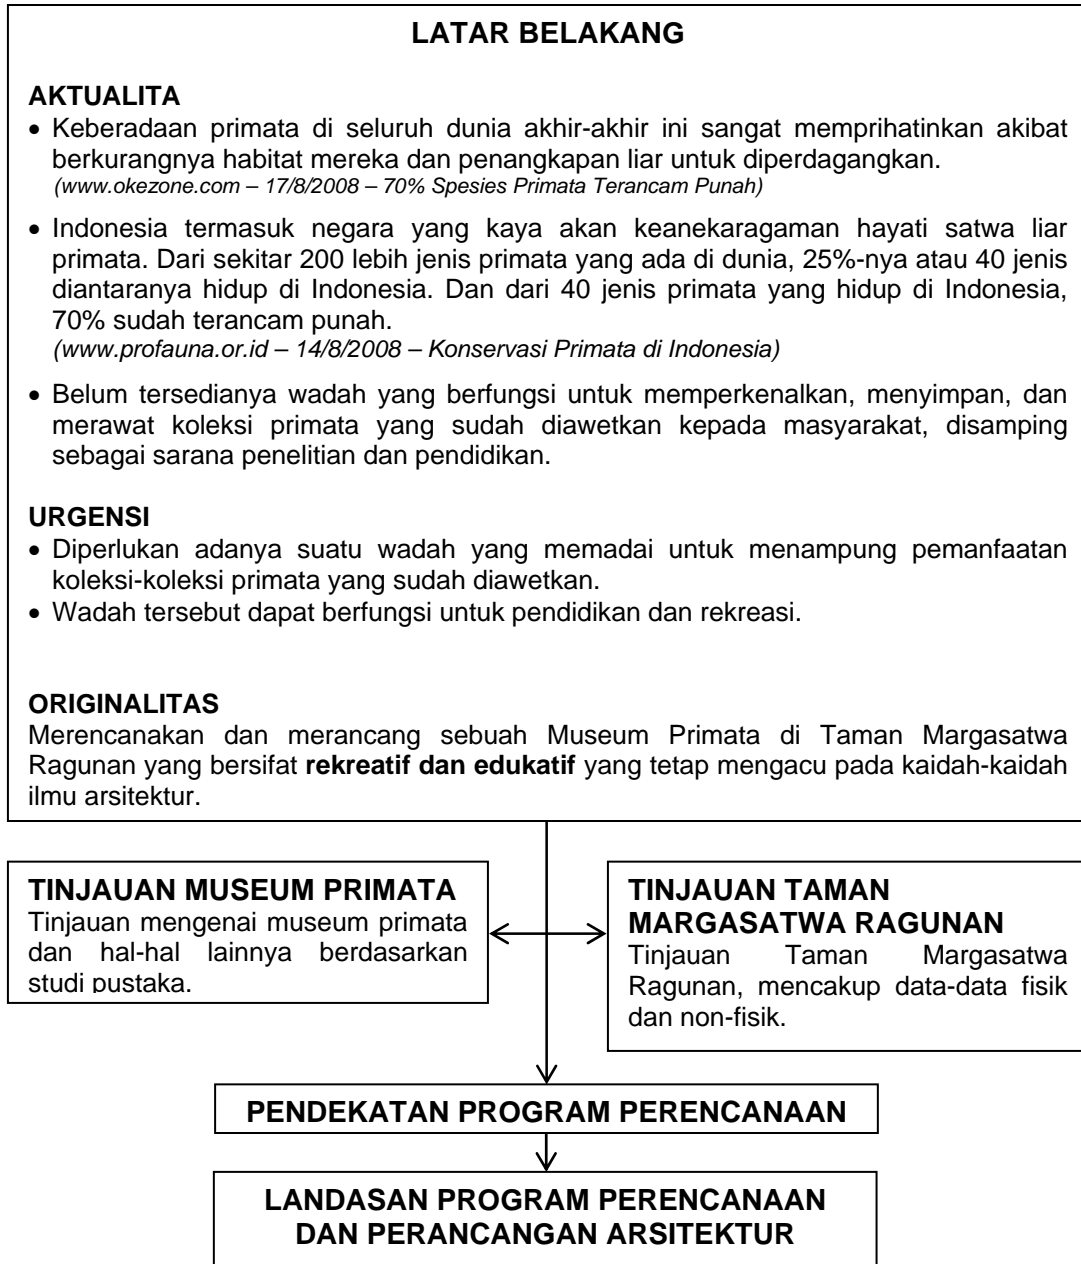 LATAR BELAKANG
AKTUALITA
• Keberadaan primata di seluruh dunia akhir-akhir ini sangat memprihatinkan akibat
berkurangnya habitat mereka dan penangkapan liar untuk diperdagangkan.
(www.okezone.com – 17/8/2008 – 70% Spesies Primata Terancam Punah)
• Indonesia termasuk negara yang kaya akan keanekaragaman hayati satwa liar
primata. Dari sekitar 200 lebih jenis primata yang ada di dunia, 25%-nya atau 40 jenis
diantaranya hidup di Indonesia. Dan dari 40 jenis primata yang hidup di Indonesia,
70% sudah terancam punah.
(www.profauna.or.id – 14/8/2008 – Konservasi Primata di Indonesia)
• Belum tersedianya wadah yang berfungsi untuk memperkenalkan, menyimpan, dan
merawat koleksi primata yang sudah diawetkan kepada masyarakat, disamping
sebagai sarana penelitian dan pendidikan.
URGENSI
• Diperlukan adanya suatu wadah yang memadai untuk menampung pemanfaatan
koleksi-koleksi primata yang sudah diawetkan.
• Wadah tersebut dapat berfungsi untuk pendidikan dan rekreasi.
ORIGINALITAS
Merencanakan dan merancang sebuah Museum Primata di Taman Margasatwa
Ragunan yang bersifat rekreatif dan edukatif yang tetap mengacu pada kaidah-kaidah
ilmu arsitektur.
TINJAUAN MUSEUM PRIMATA
Tinjauan mengenai museum primata
dan hal-hal lainnya berdasarkan
studi pustaka.
TINJAUAN TAMAN
MARGASATWA RAGUNAN
Tinjauan Taman Margasatwa
Ragunan, mencakup data-data fisik
dan non-fisik.
PENDEKATAN PROGRAM PERENCANAAN
LANDASAN PROGRAM PERENCANAAN
DAN PERANCANGAN ARSITEKTUR